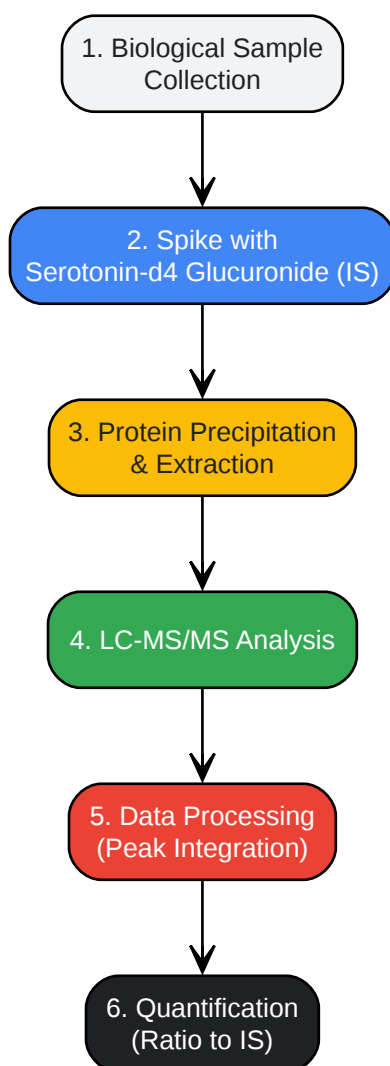 1. Biological Sample
Collection
2. Spike with
Serotonin-d4 Glucuronide (IS)
3. Protein Precipitation
& Extraction
4. LC-MS/MS Analysis
5. Data Processing
(Peak Integration)
6. Quantification
(Ratio to IS)